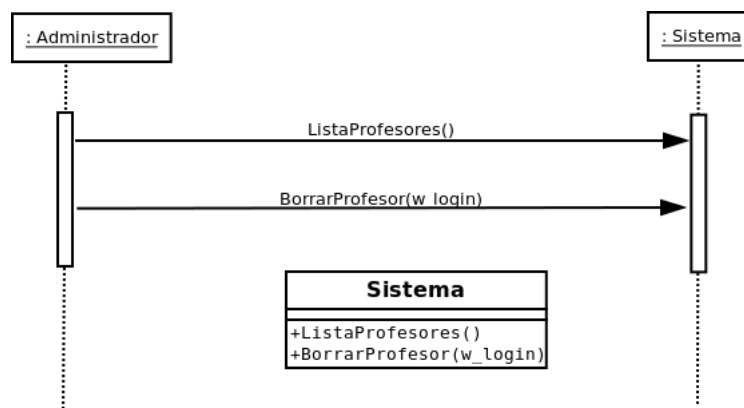 : Administrador
: Sistema
ListaProfesores()
BorrarProfesor(w_login)
Sistema
+ListaProfesores()
+BorrarProfesor(w_login)